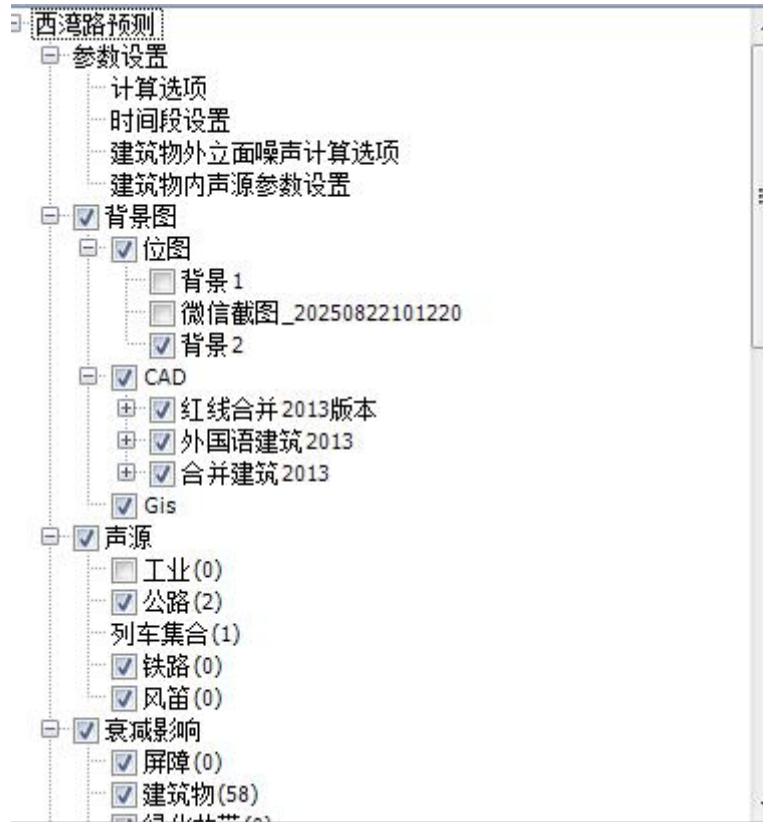 西湾路预测
参数设置
计算选项
时间段设置
建筑物外立面噪声计算选项
建筑物内声源参数设置
背景图
位图
背景1
微信截图_20250822101220
背景2
CAD
红线合并2013版本
外国语建筑2013
合并建筑2013
Gis
声源
工业(0)
公路(2)
列车集合(1)
铁路(0)
风笛(0)
衰减影响
屏障(0)
建筑物(58)